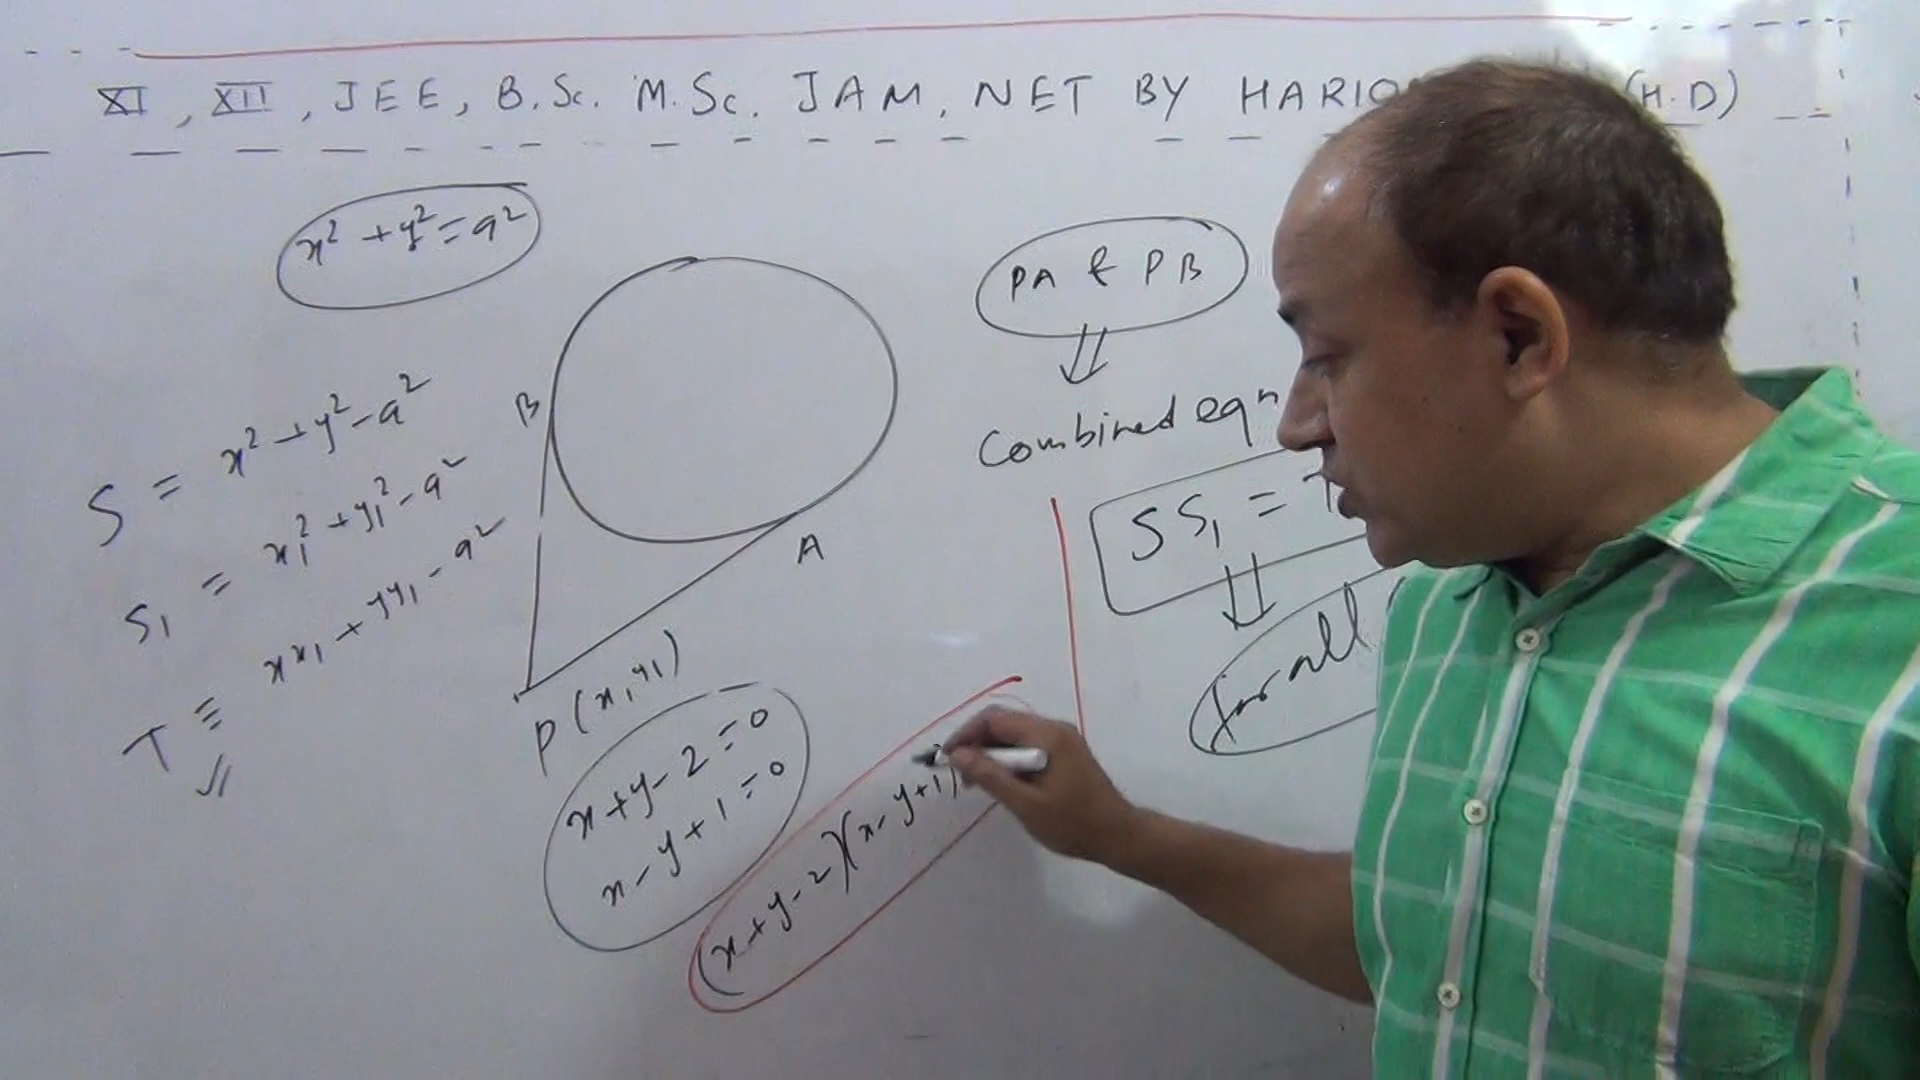 XI, XII, JEE, B.Sc. M.Sc. JAM, NET BY HARIO (H.D)
x² + y² = a²
PA & PB
⇓
Combined eqn
SS₁ = T
⇓
for all
S = x² + y² - a²
S₁ = x₁² + y₁² - a²
T ≡ xx₁ + yy₁ - a²
B
A
P(x₁y₁)
x + y - 2 = 0
x - y + 1 = 0
(x + y - 2)(x - y + 1)